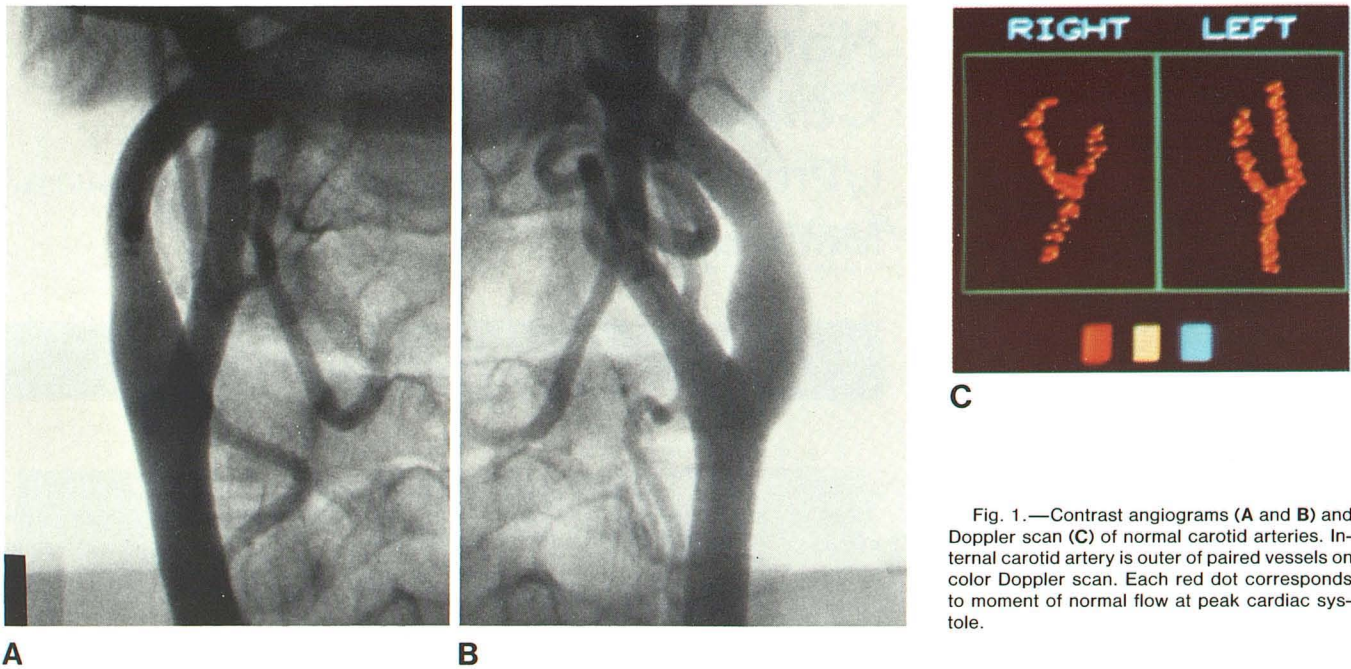 A
B
RIGHT LEFT
C
Fig. 1.—Contrast angiograms (A and B) and
Doppler scan (C) of normal carotid arteries. In-
ternal carotid artery is outer of paired vessels on
color Doppler scan. Each red dot corresponds
to moment of normal flow at peak cardiac sys-
tole.